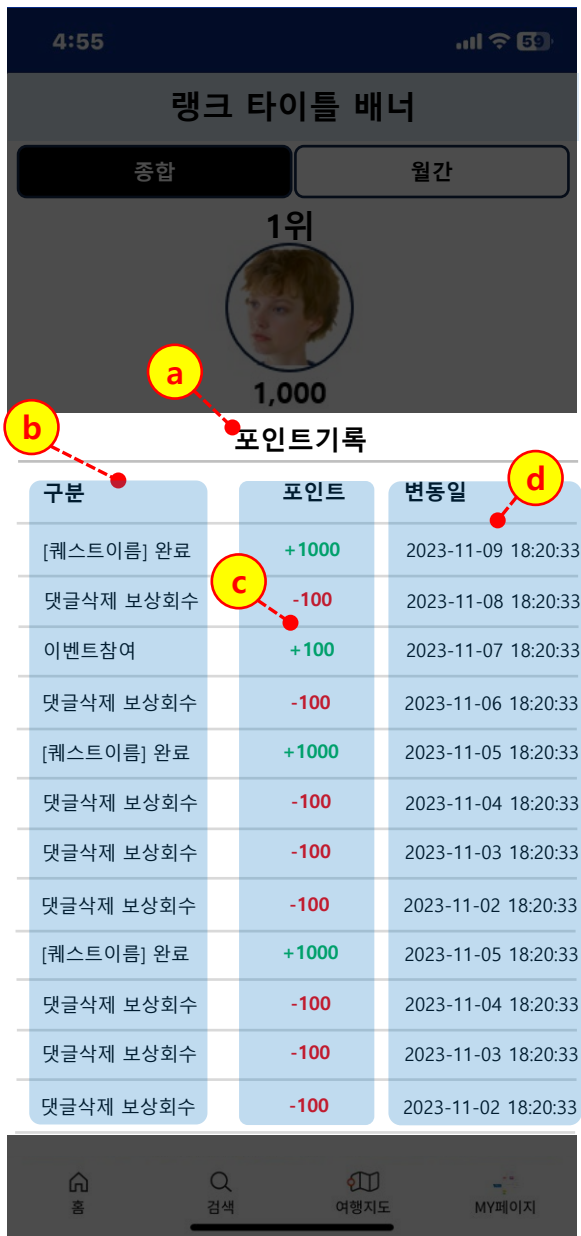 4:55
59
랭크 타이틀 배너
종합 월간
1위
1,000
a
b
포인트기록
구분 포인트 변동일
d
[퀘스트이름] 완료 +1000 2023-11-09 18:20:33
c
댓글삭제 보상회수 -100 2023-11-08 18:20:33
이벤트참여 +100 2023-11-07 18:20:33
댓글삭제 보상회수 -100 2023-11-06 18:20:33
[퀘스트이름] 완료 +1000 2023-11-05 18:20:33
댓글삭제 보상회수 -100 2023-11-04 18:20:33
댓글삭제 보상회수 -100 2023-11-03 18:20:33
댓글삭제 보상회수 -100 2023-11-02 18:20:33
[퀘스트이름] 완료 +1000 2023-11-05 18:20:33
댓글삭제 보상회수 -100 2023-11-04 18:20:33
댓글삭제 보상회수 -100 2023-11-03 18:20:33
댓글삭제 보상회수 -100 2023-11-02 18:20:33
홈 검색 여행지도 MY페이지